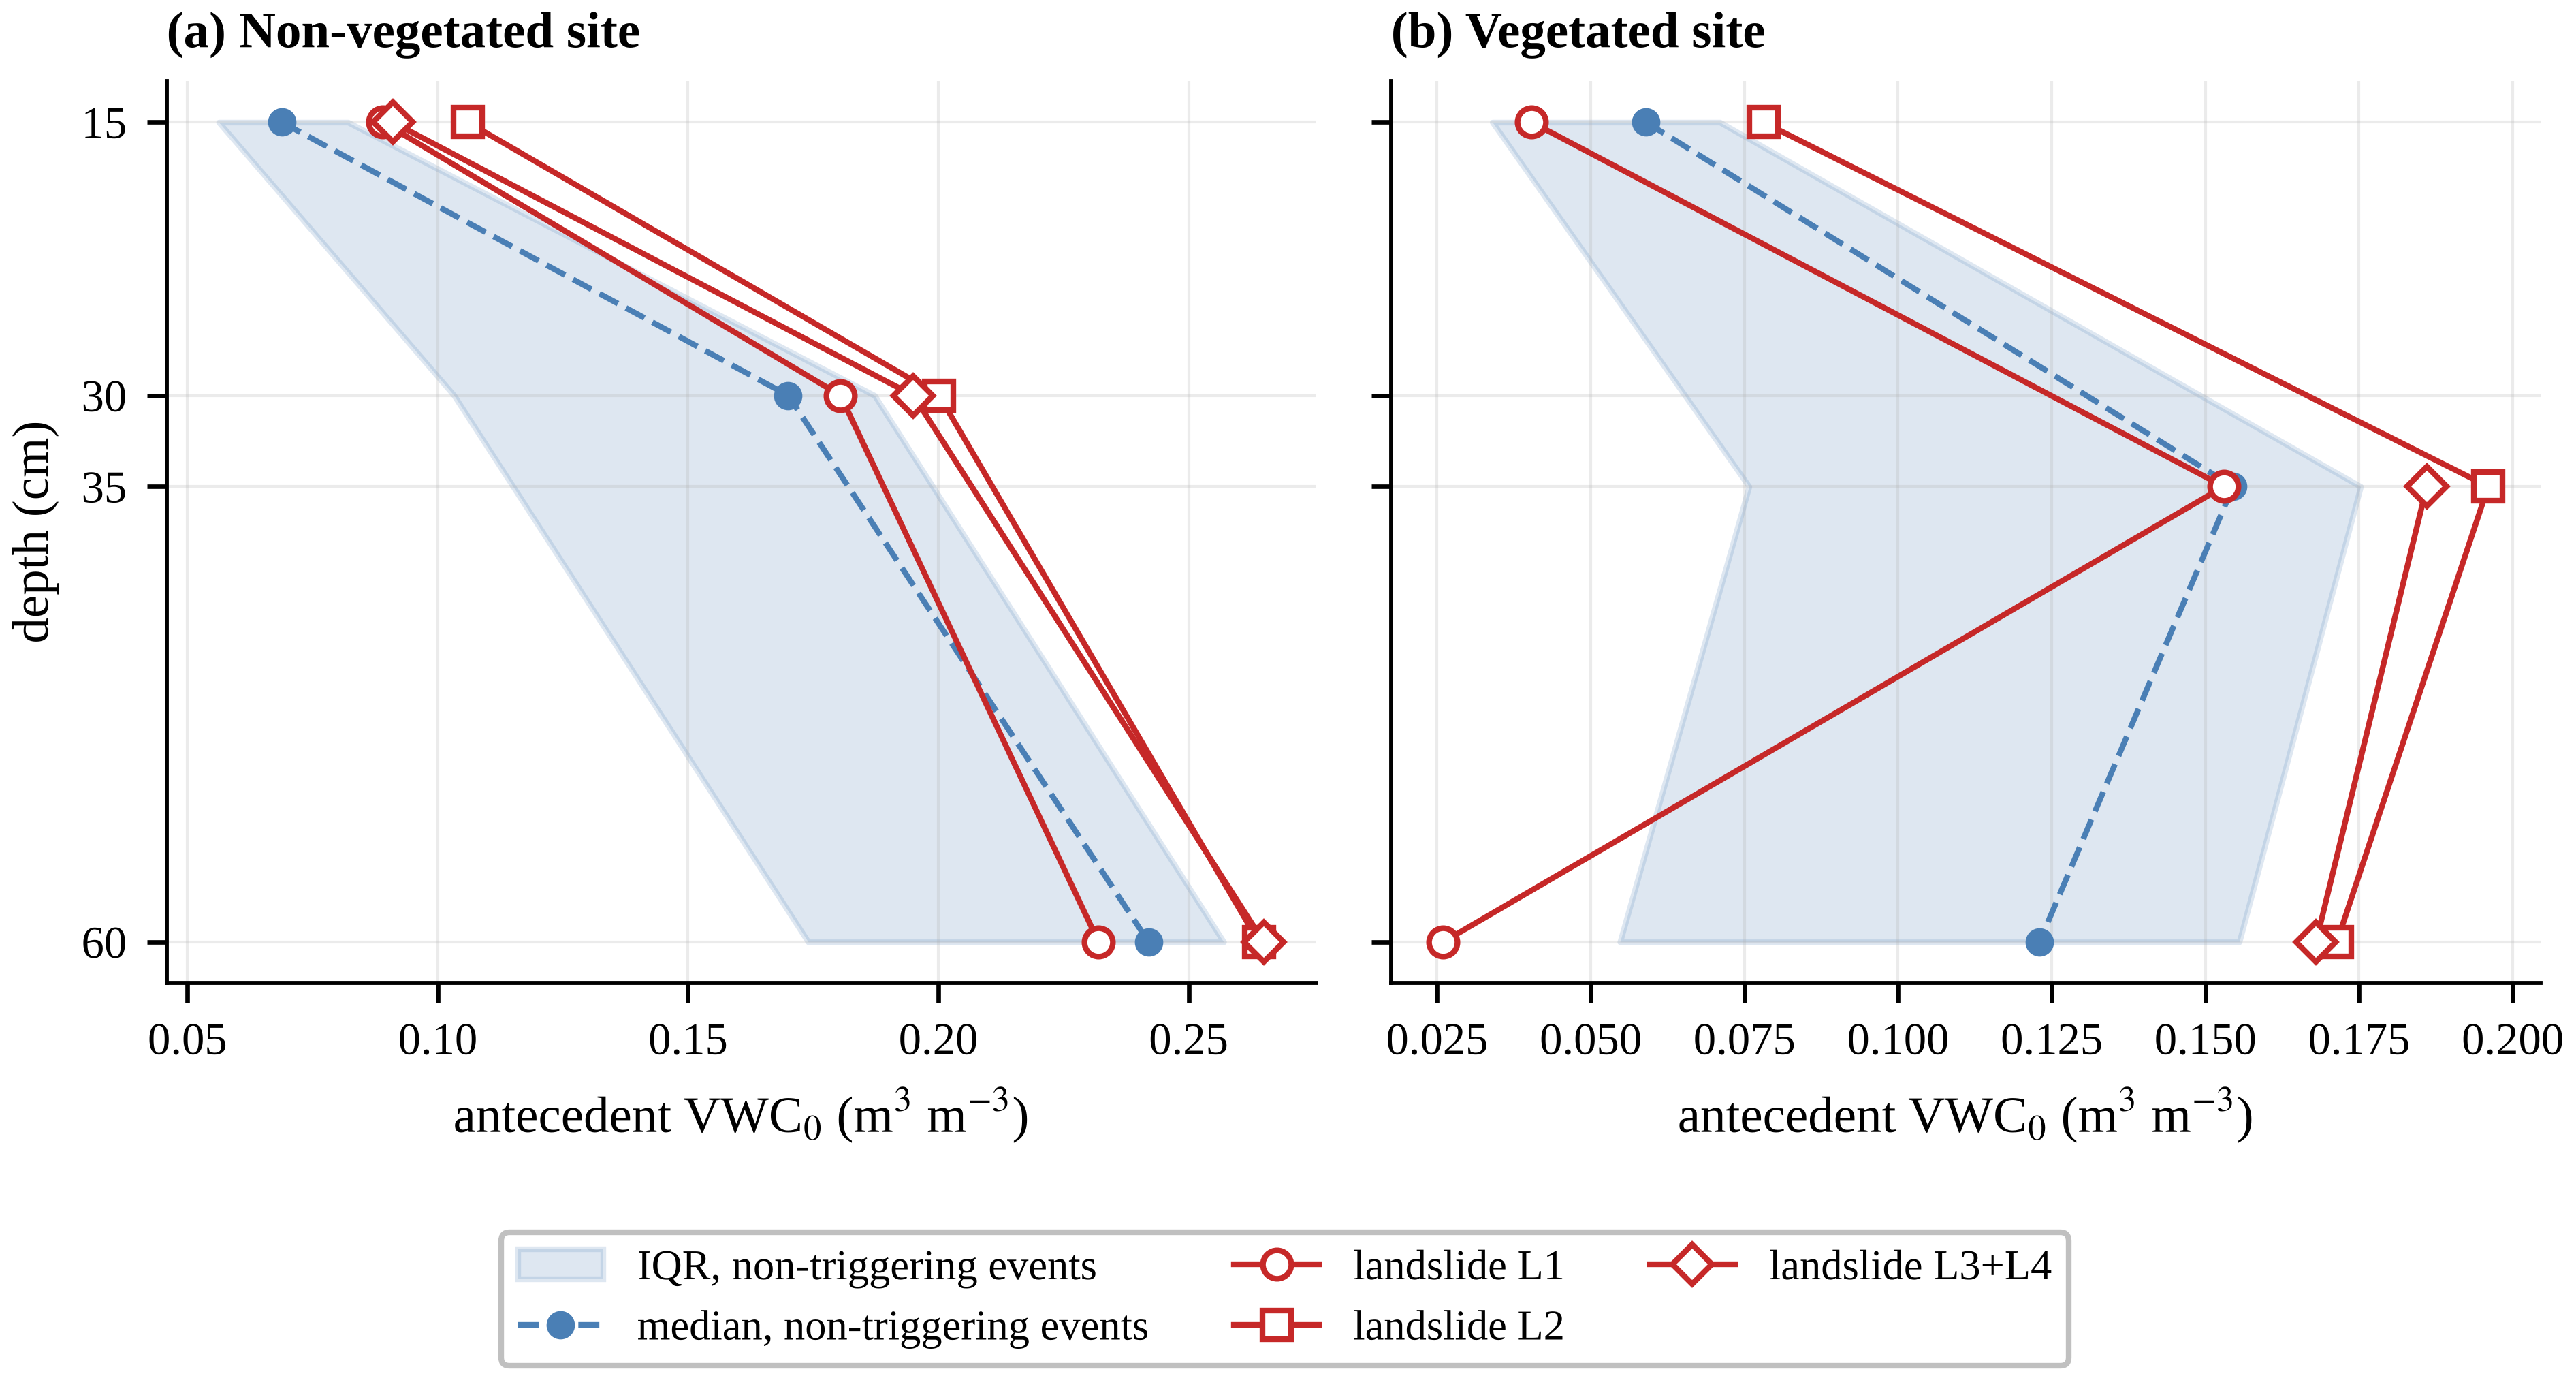 (a) Non-vegetated site
(b) Vegetated site
depth (cm)
15
30
35
60
0.05 0.10 0.15 0.20 0.25
0.025 0.050 0.075 0.100 0.125 0.150 0.175 0.200
antecedent VWC₀ (m³ m⁻³)
antecedent VWC₀ (m³ m⁻³)
IQR, non-triggering events
median, non-triggering events
landslide L1
landslide L2
landslide L3+L4